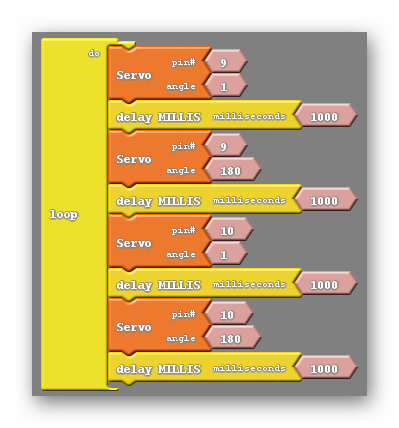 do
Servo pin# 9
angle 1
delay MILLIS milliseconds 1000
Servo pin# 9
angle 180
delay MILLIS milliseconds 1000
loop
Servo pin# 10
angle 1
delay MILLIS milliseconds 1000
Servo pin# 10
angle 180
delay MILLIS milliseconds 1000